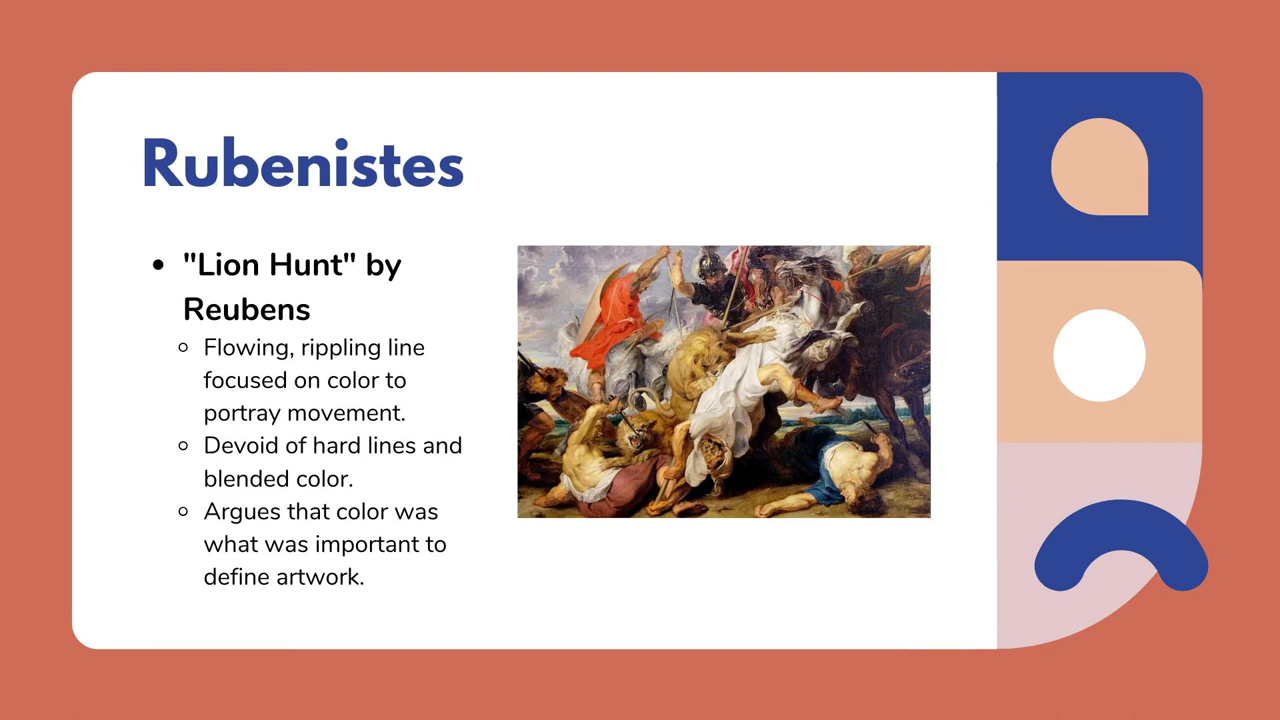 Rubenistes
"Lion Hunt" by
Reubens
Flowing, rippling line
focused on color to
portray movement.
Devoid of hard lines and
blended color.
Argues that color was
what was important to
define artwork.